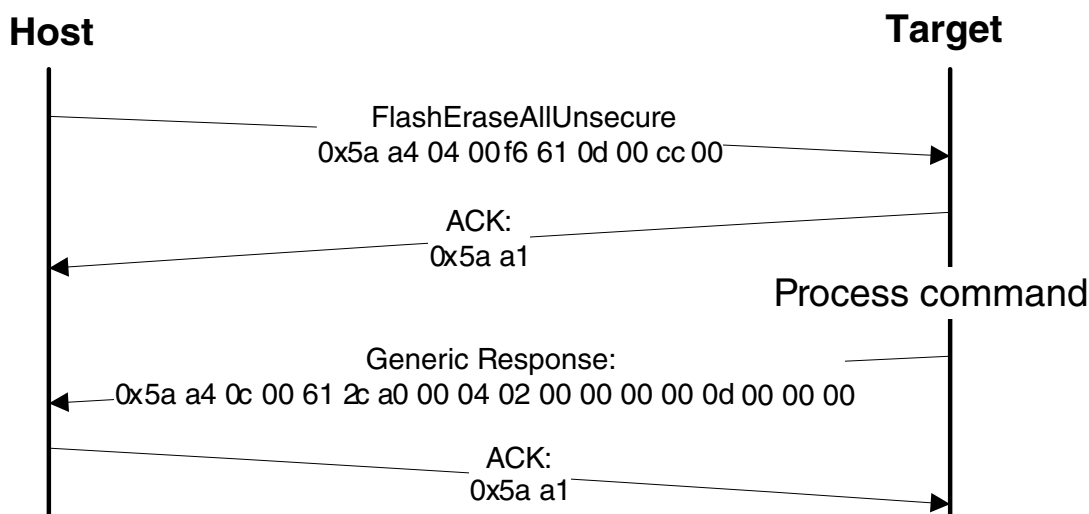 Host
Target
FlashEraseAllUnsecure
0x5a a4 04 00 f6 61 0d 00 cc 00
ACK:
0x5a a1
Process command
Generic Response:
0x5a a4 0c 00 61 2c a0 00 04 02 00 00 00 00 0d 00 00 00
ACK:
0x5a a1